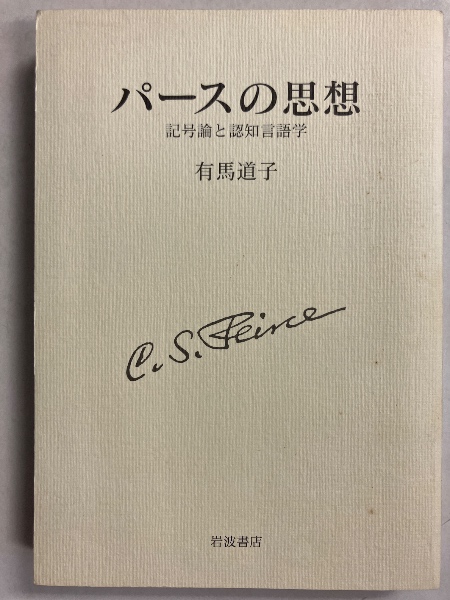 パースの思想
記号論と認知言語学
有馬道子
C. S. Peirce
岩波書店